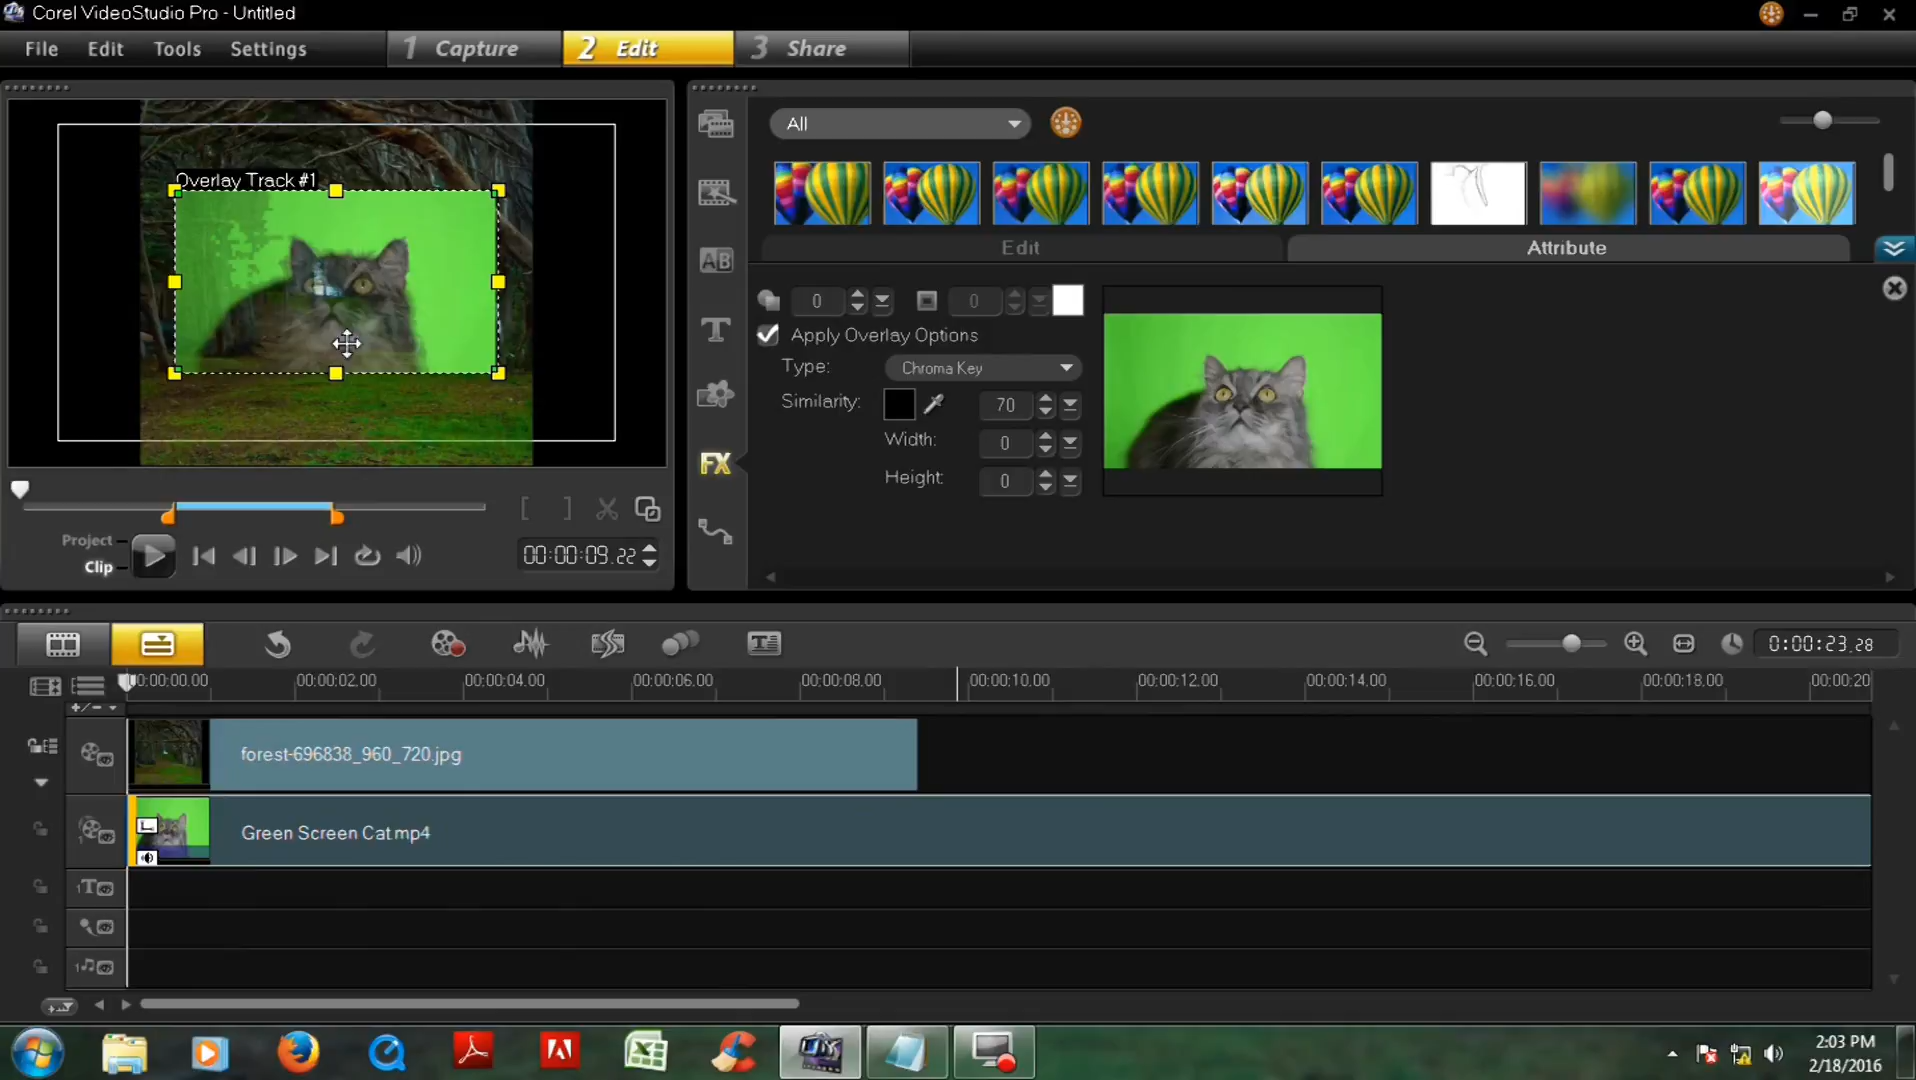 Corel VideoStudio Pro - Untitled
File Edit Tools Settings 1 Capture 2 Edit 3 Share
All
Overlay Track #1
Edit Attribute
0 0
Apply Overlay Options
Type: Chroma Key
Similarity: 70
Width: 0
Height: 0
FX
AB
T
Project
Clip
[ ]
00:00:09.22
0:00:23.28
00:00:00.00 00:00:02.00 00:00:04.00 00:00:06.00 00:00:08.00 00:00:10.00 00:00:12.00 00:00:14.00 00:00:16.00 00:00:18.00 00:00:20
+/-
forest-696838_960_720.jpg
Green Screen Cat.mp4
1
1T
1
2:03 PM
2/18/2016